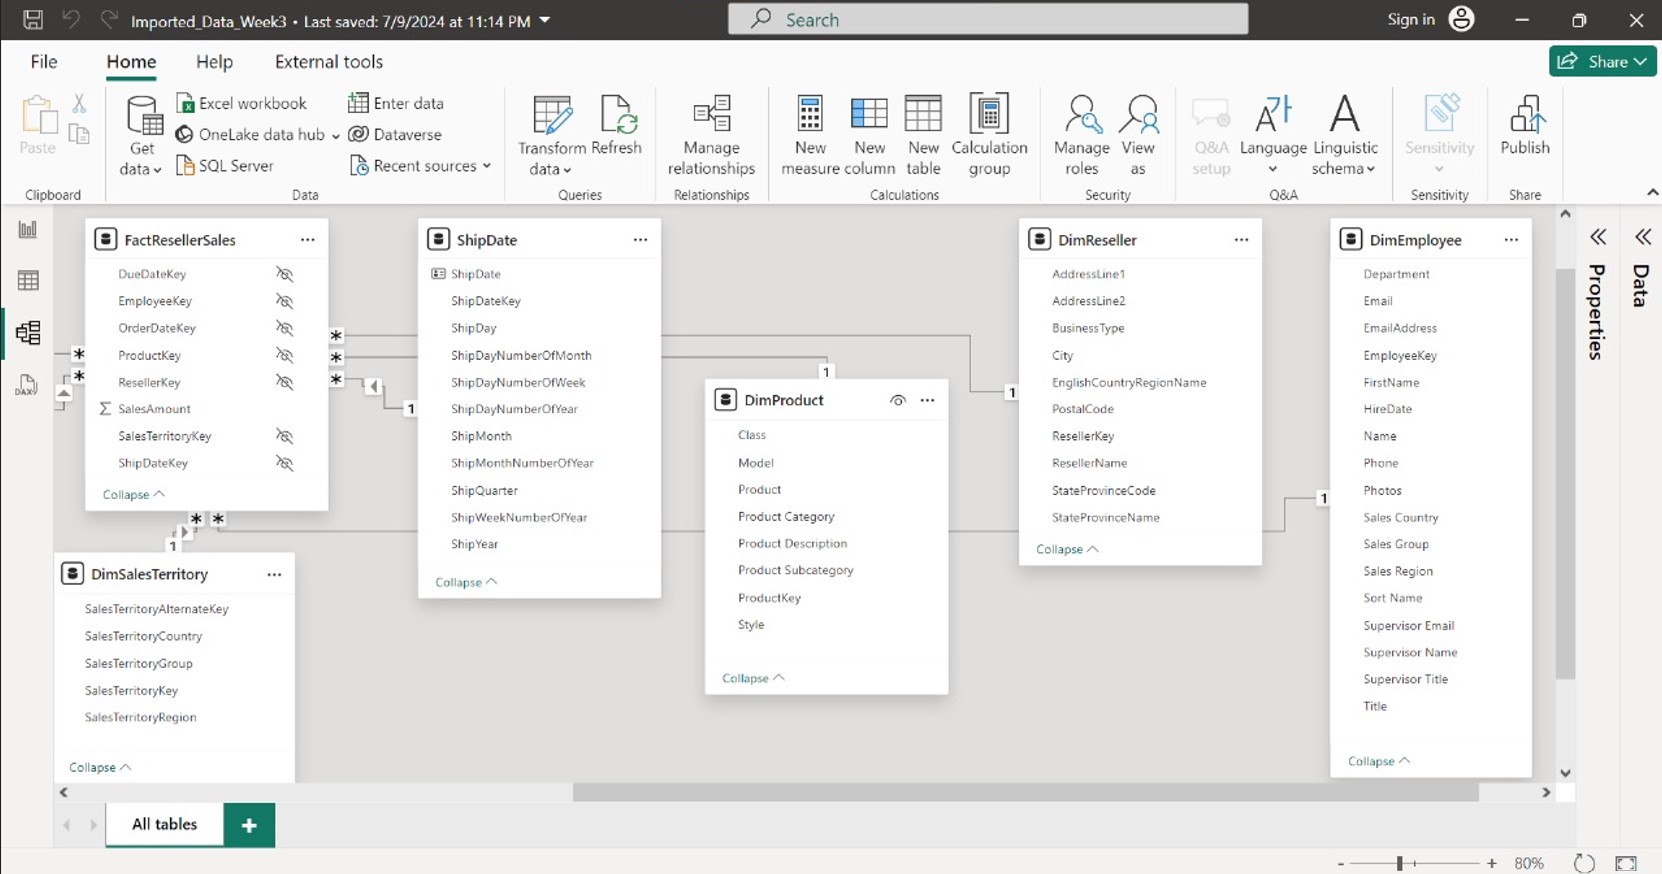 Imported_Data_Week3 • Last saved: 7/9/2024 at 11:14 PM
Search
Sign in
File
Home
Help
External tools
Share
Paste
Clipboard
Get data
Excel workbook
OneLake data hub
SQL Server
Enter data
Dataverse
Recent sources
Data
Transform data
Refresh
Queries
Manage relationships
Relationships
New measure
New column
New table
Calculation group
Calculations
Manage roles
View as
Security
Q&A setup
Language
Linguistic schema
Q&A
Sensitivity
Sensitivity
Publish
Share
DAX
FactResellerSales
DueDateKey
EmployeeKey
OrderDateKey
ProductKey
ResellerKey
∑ SalesAmount
SalesTerritoryKey
ShipDateKey
Collapse
* * * * * * *
1
DimSalesTerritory
SalesTerritoryAlternateKey
SalesTerritoryCountry
SalesTerritoryGroup
SalesTerritoryKey
SalesTerritoryRegion
Collapse
1
ShipDate
ShipDate
ShipDateKey
ShipDay
ShipDayNumberOfMonth
ShipDayNumberOfWeek
ShipDayNumberOfYear
ShipMonth
ShipMonthNumberOfYear
ShipQuarter
ShipWeekNumberOfYear
ShipYear
Collapse
1
DimProduct
Class
Model
Product
Product Category
Product Description
Product Subcategory
ProductKey
Style
Collapse
1
DimReseller
AddressLine1
AddressLine2
BusinessType
City
EnglishCountryRegionName
PostalCode
ResellerKey
ResellerName
StateProvinceCode
StateProvinceName
Collapse
1
DimEmployee
Department
Email
EmailAddress
EmployeeKey
FirstName
HireDate
Name
Phone
Photos
Sales Country
Sales Group
Sales Region
Sort Name
Supervisor Email
Supervisor Name
Supervisor Title
Title
Collapse
Properties
Data
All tables
+
- + 80%